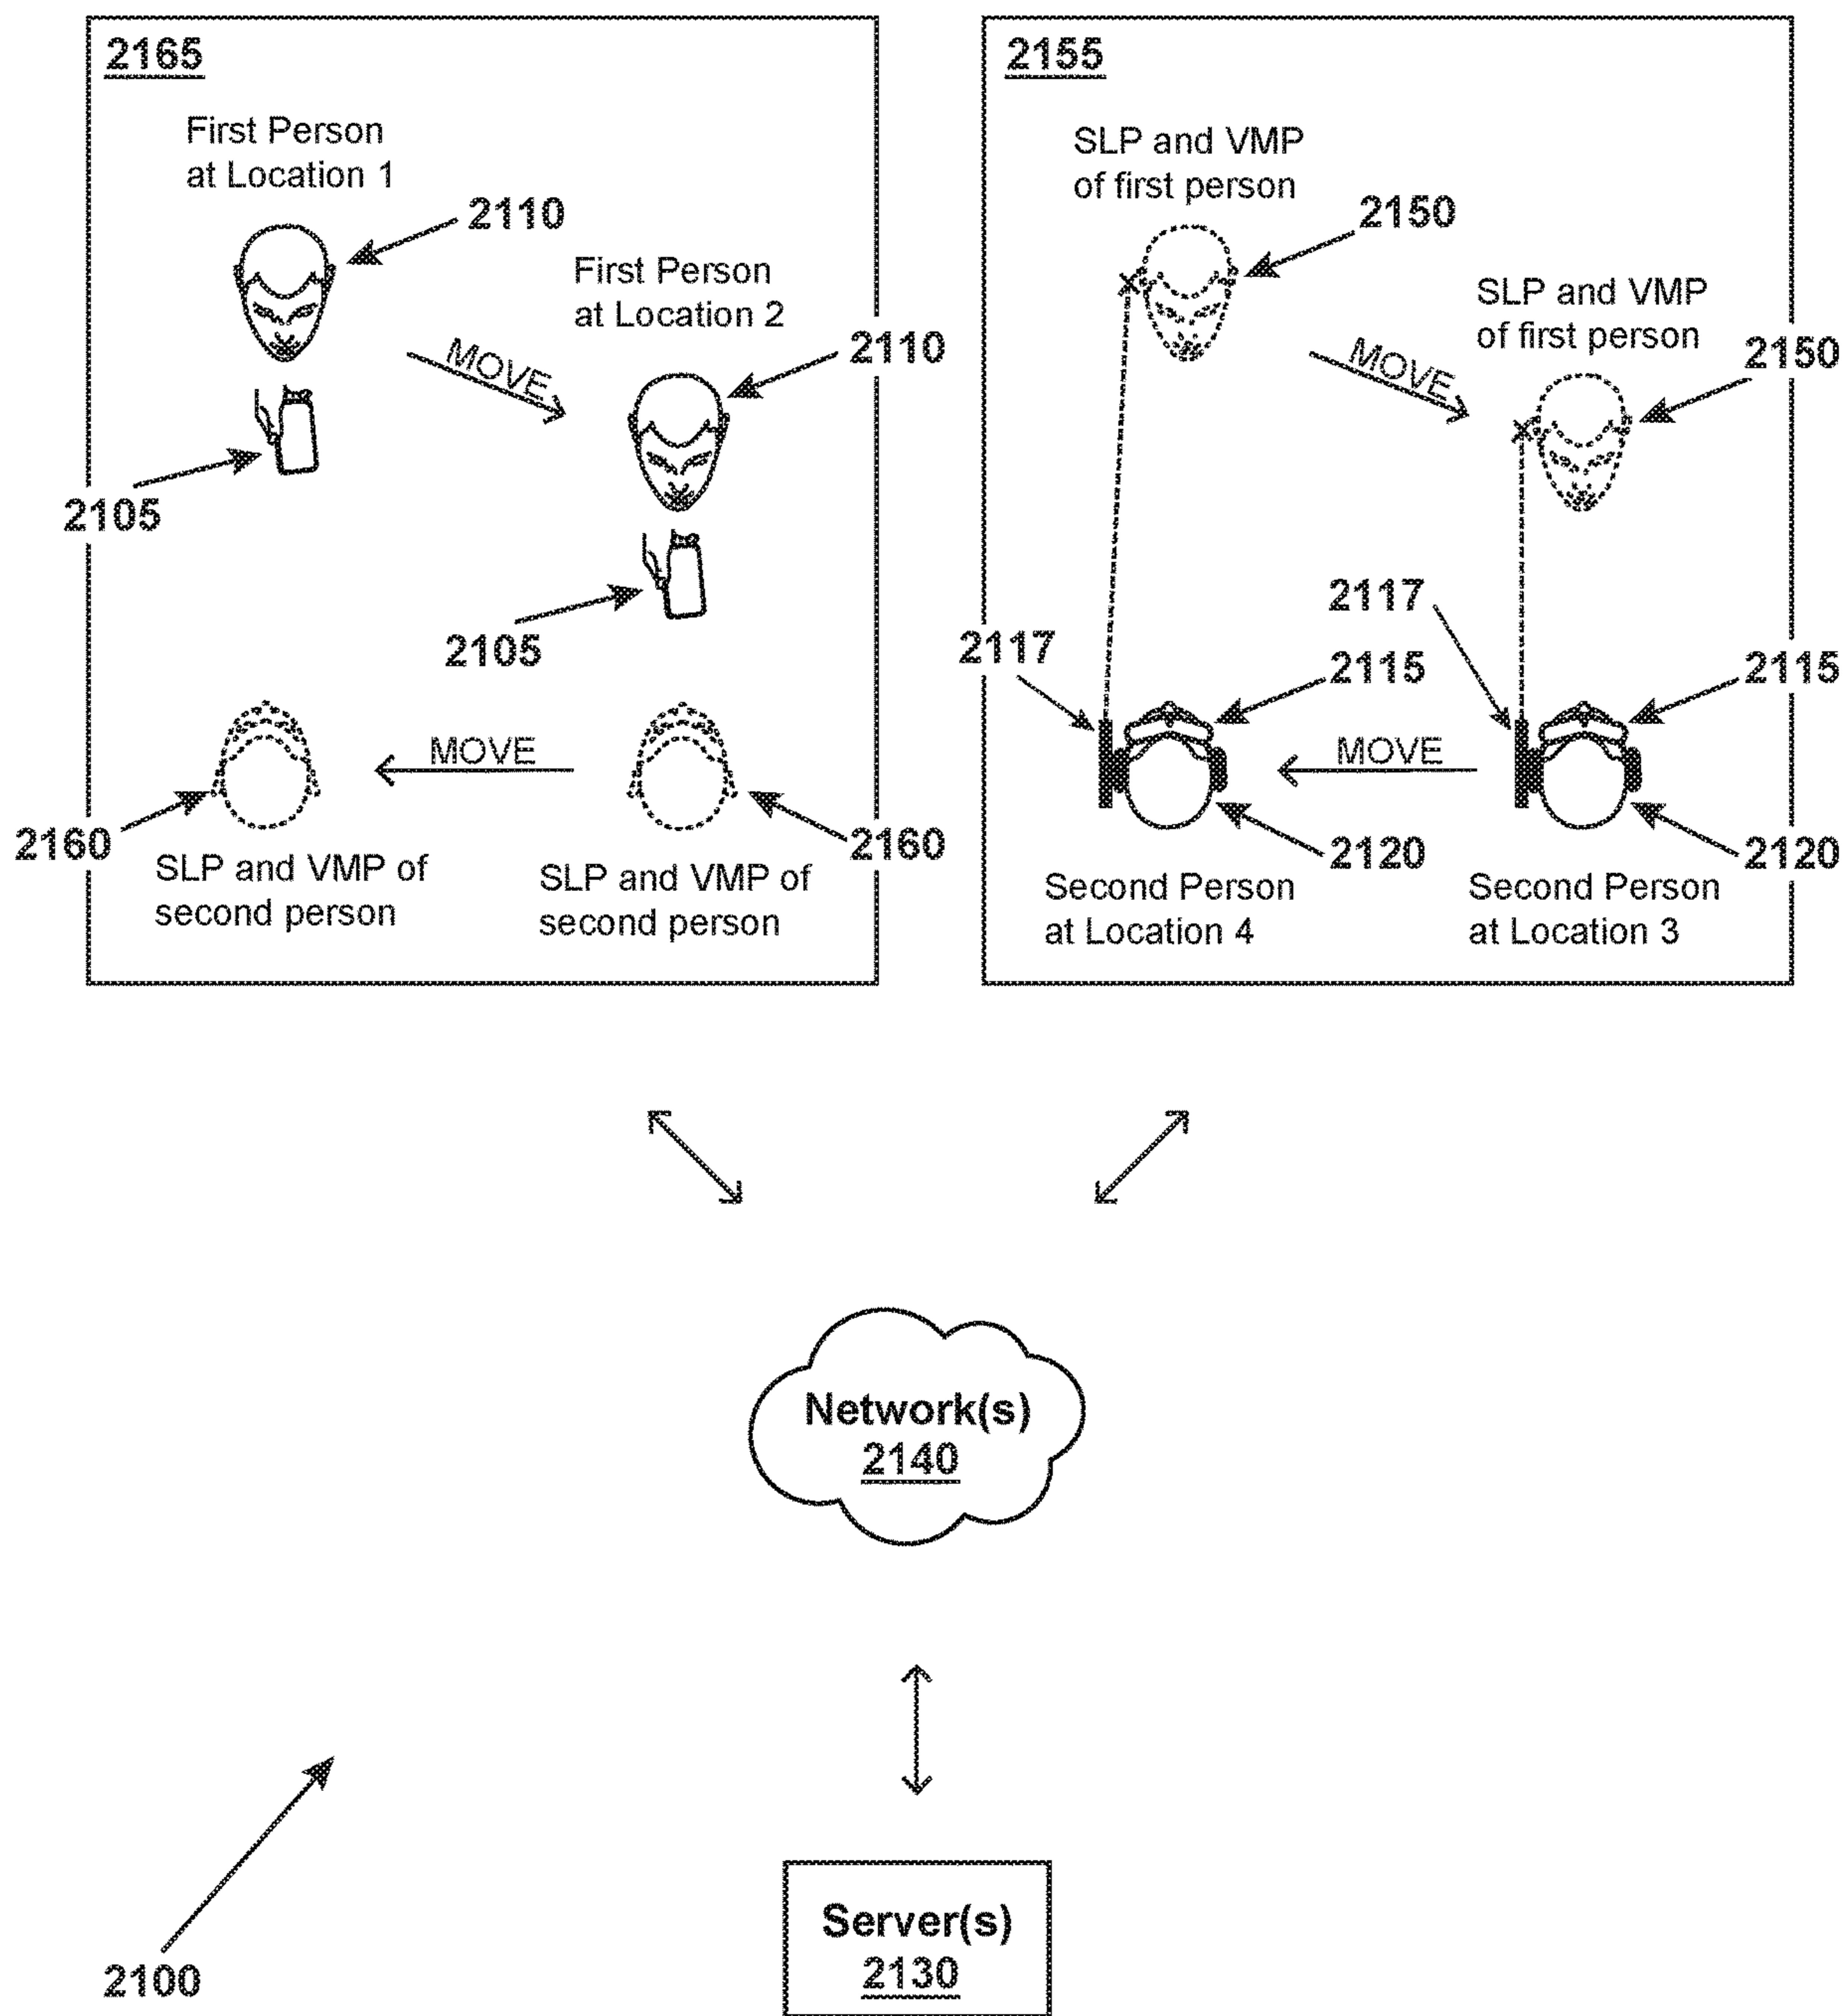 2165
First Person
at Location 1
2110
First Person
at Location 2
2110
MOVE
2105
2105
MOVE
2160
2160
SLP and VMP of
second person
SLP and VMP of
second person
2155
SLP and VMP
of first person
2150
SLP and VMP
of first person
2150
MOVE
2117
2117
2115
2115
MOVE
2120
2120
Second Person
at Location 4
Second Person
at Location 3
Network(s)
2140
2100
Server(s)
2130